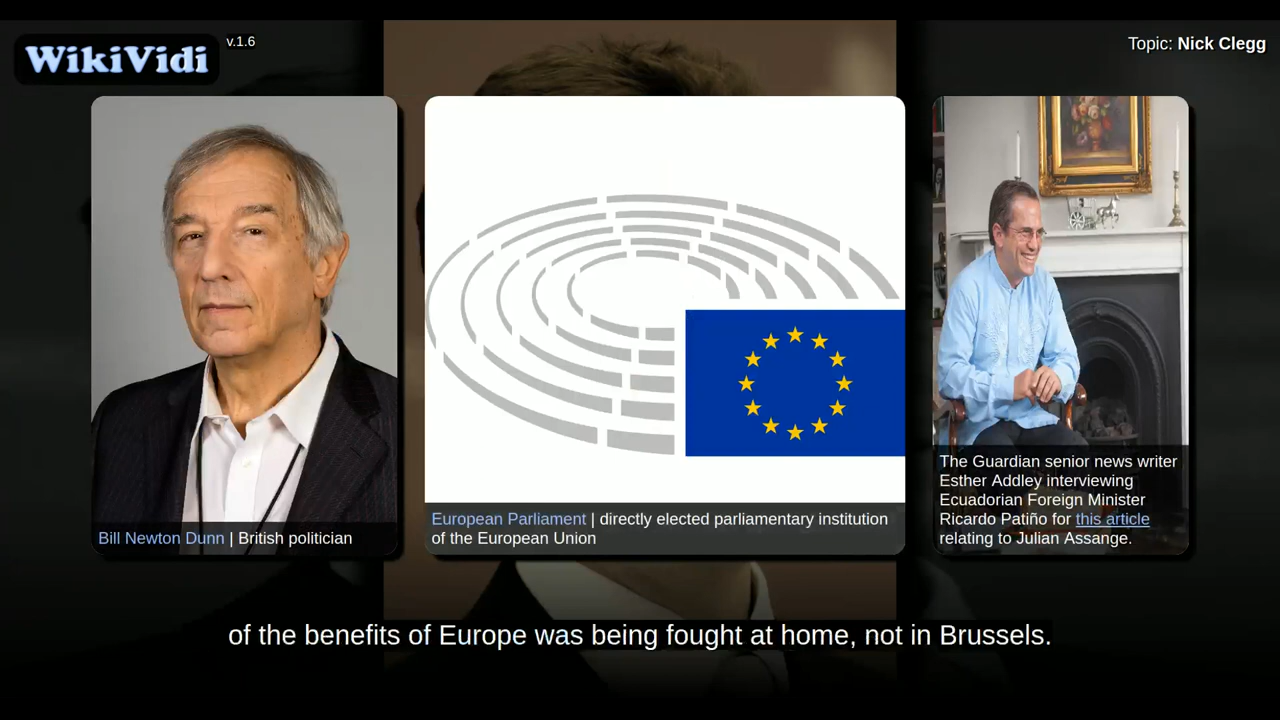 WikiVidi
v.1.6
Topic: Nick Clegg
Bill Newton Dunn | British politician
European Parliament | directly elected parliamentary institution
of the European Union
The Guardian senior news writer
Esther Addley interviewing
Ecuadorian Foreign Minister
Ricardo Patiño for this article
relating to Julian Assange.
of the benefits of Europe was being fought at home, not in Brussels.